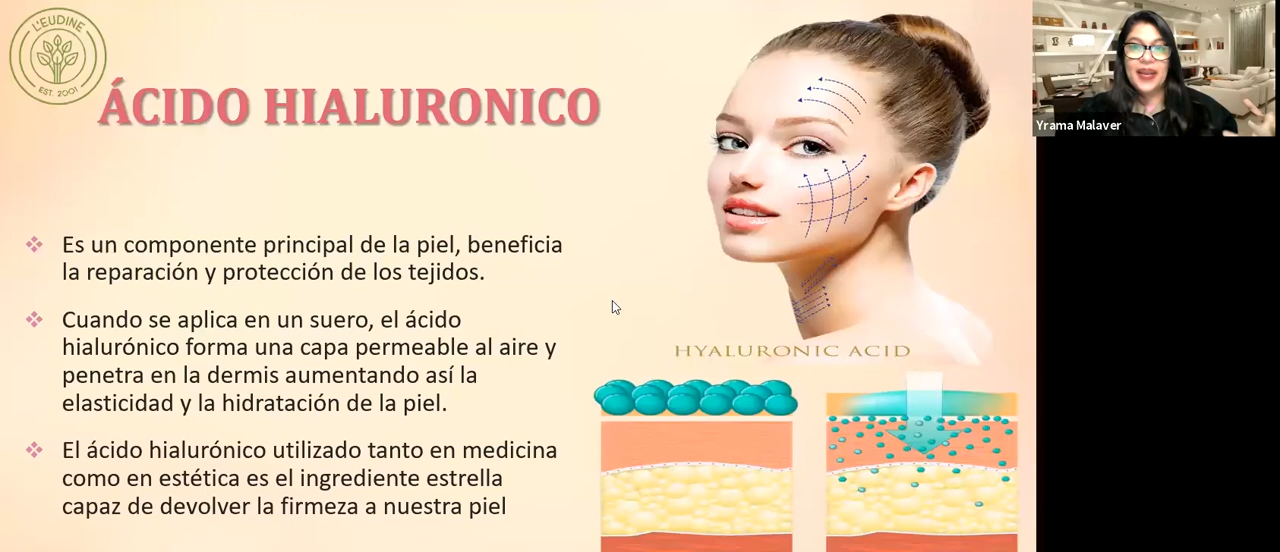 L'EUDINE
EST. 2001
ÁCIDO HIALURONICO
Es un componente principal de la piel, beneficia
la reparación y protección de los tejidos.
Cuando se aplica en un suero, el ácido
hialurónico forma una capa permeable al aire y
penetra en la dermis aumentando así la
elasticidad y la hidratación de la piel.
El ácido hialurónico utilizado tanto en medicina
como en estética es el ingrediente estrella
capaz de devolver la firmeza a nuestra piel
HYALURONIC ACID
Yrama Malaver